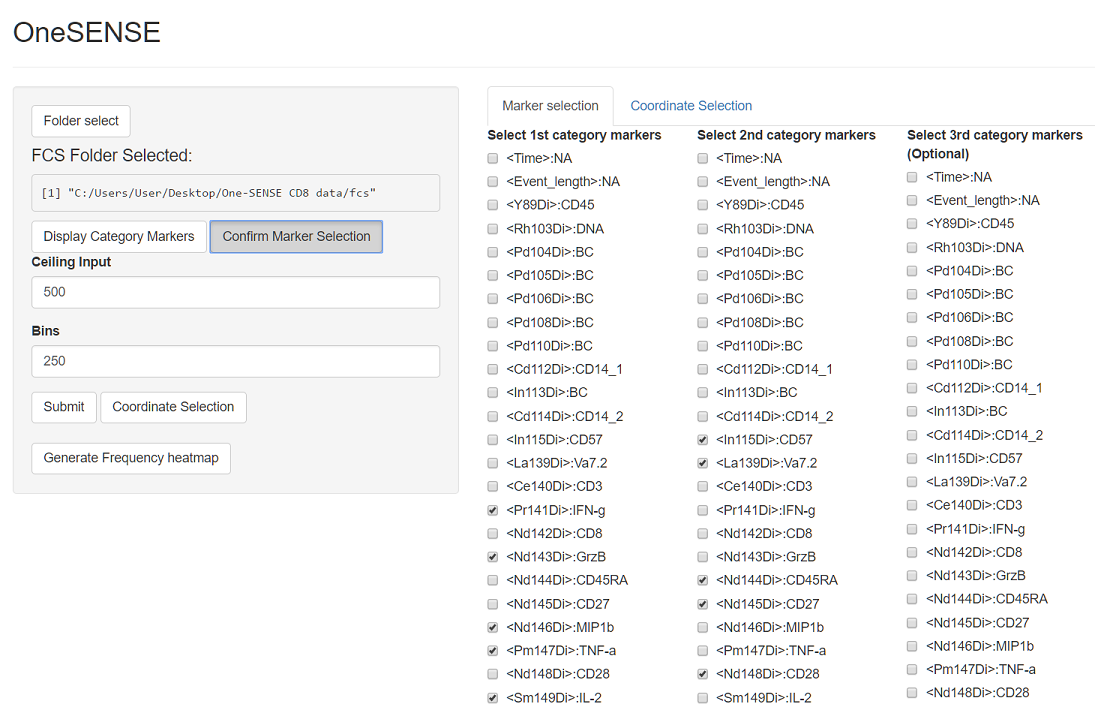 OneSENSE
Folder select
FCS Folder Selected:
[1] "C:/Users/User/Desktop/One-SENSE CD8 data/fcs"
Display Category Markers
Confirm Marker Selection
Ceiling Input
500
Bins
250
Submit
Coordinate Selection
Generate Frequency heatmap
Marker selection
Coordinate Selection
Select 1st category markers
<Time>:NA
<Event_length>:NA
<Y89Di>:CD45
<Rh103Di>:DNA
<Pd104Di>:BC
<Pd105Di>:BC
<Pd106Di>:BC
<Pd108Di>:BC
<Pd110Di>:BC
<Cd112Di>:CD14_1
<In113Di>:BC
<Cd114Di>:CD14_2
<In115Di>:CD57
<La139Di>:Va7.2
<Ce140Di>:CD3
<Pr141Di>:IFN-g
<Nd142Di>:CD8
<Nd143Di>:GrzB
<Nd144Di>:CD45RA
<Nd145Di>:CD27
<Nd146Di>:MIP1b
<Pm147Di>:TNF-a
<Nd148Di>:CD28
<Sm149Di>:IL-2
Select 2nd category markers
<Time>:NA
<Event_length>:NA
<Y89Di>:CD45
<Rh103Di>:DNA
<Pd104Di>:BC
<Pd105Di>:BC
<Pd106Di>:BC
<Pd108Di>:BC
<Pd110Di>:BC
<Cd112Di>:CD14_1
<In113Di>:BC
<Cd114Di>:CD14_2
<In115Di>:CD57
<La139Di>:Va7.2
<Ce140Di>:CD3
<Pr141Di>:IFN-g
<Nd142Di>:CD8
<Nd143Di>:GrzB
<Nd144Di>:CD45RA
<Nd145Di>:CD27
<Nd146Di>:MIP1b
<Pm147Di>:TNF-a
<Nd148Di>:CD28
<Sm149Di>:IL-2
Select 3rd category markers
(Optional)
<Time>:NA
<Event_length>:NA
<Y89Di>:CD45
<Rh103Di>:DNA
<Pd104Di>:BC
<Pd105Di>:BC
<Pd106Di>:BC
<Pd108Di>:BC
<Pd110Di>:BC
<Cd112Di>:CD14_1
<In113Di>:BC
<Cd114Di>:CD14_2
<In115Di>:CD57
<La139Di>:Va7.2
<Ce140Di>:CD3
<Pr141Di>:IFN-g
<Nd142Di>:CD8
<Nd143Di>:GrzB
<Nd144Di>:CD45RA
<Nd145Di>:CD27
<Nd146Di>:MIP1b
<Pm147Di>:TNF-a
<Nd148Di>:CD28